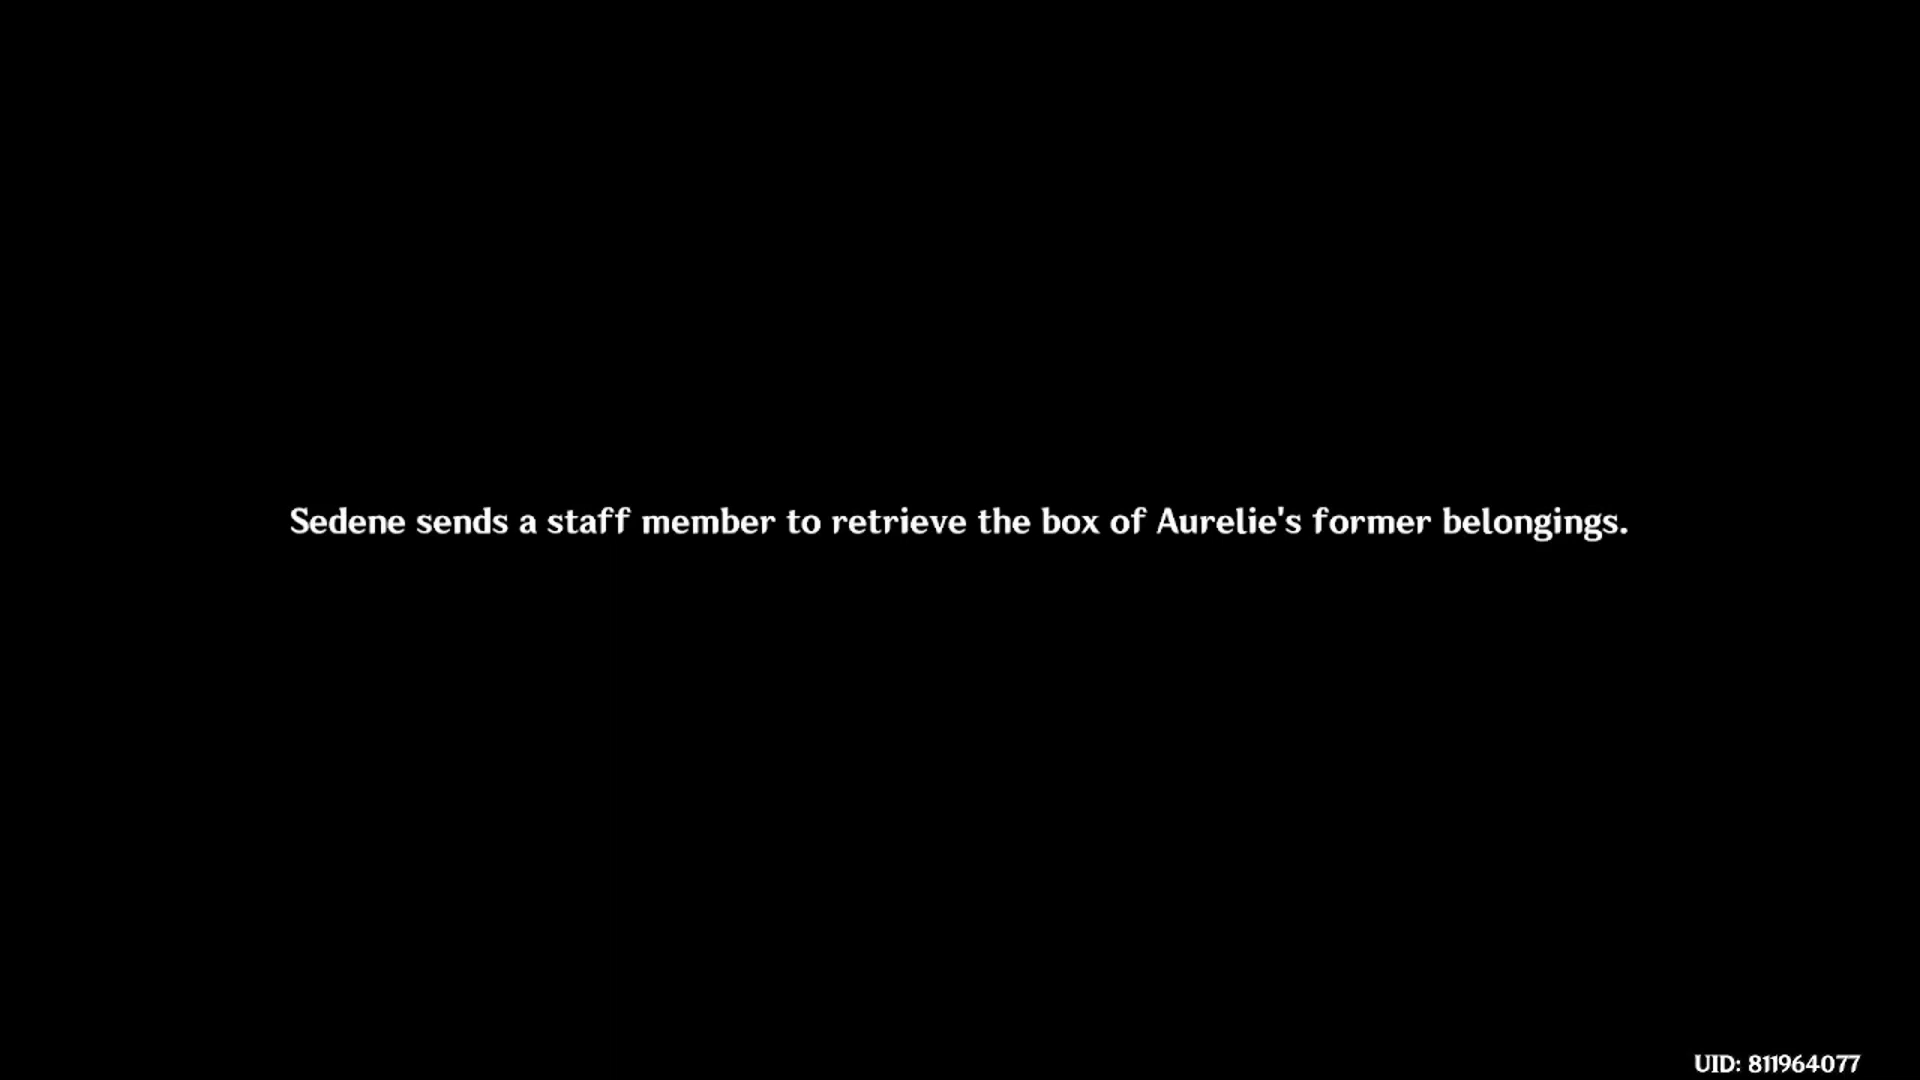 Sedene sends a staff member to retrieve the box of Aurelie's former belongings.
UID: 811964077